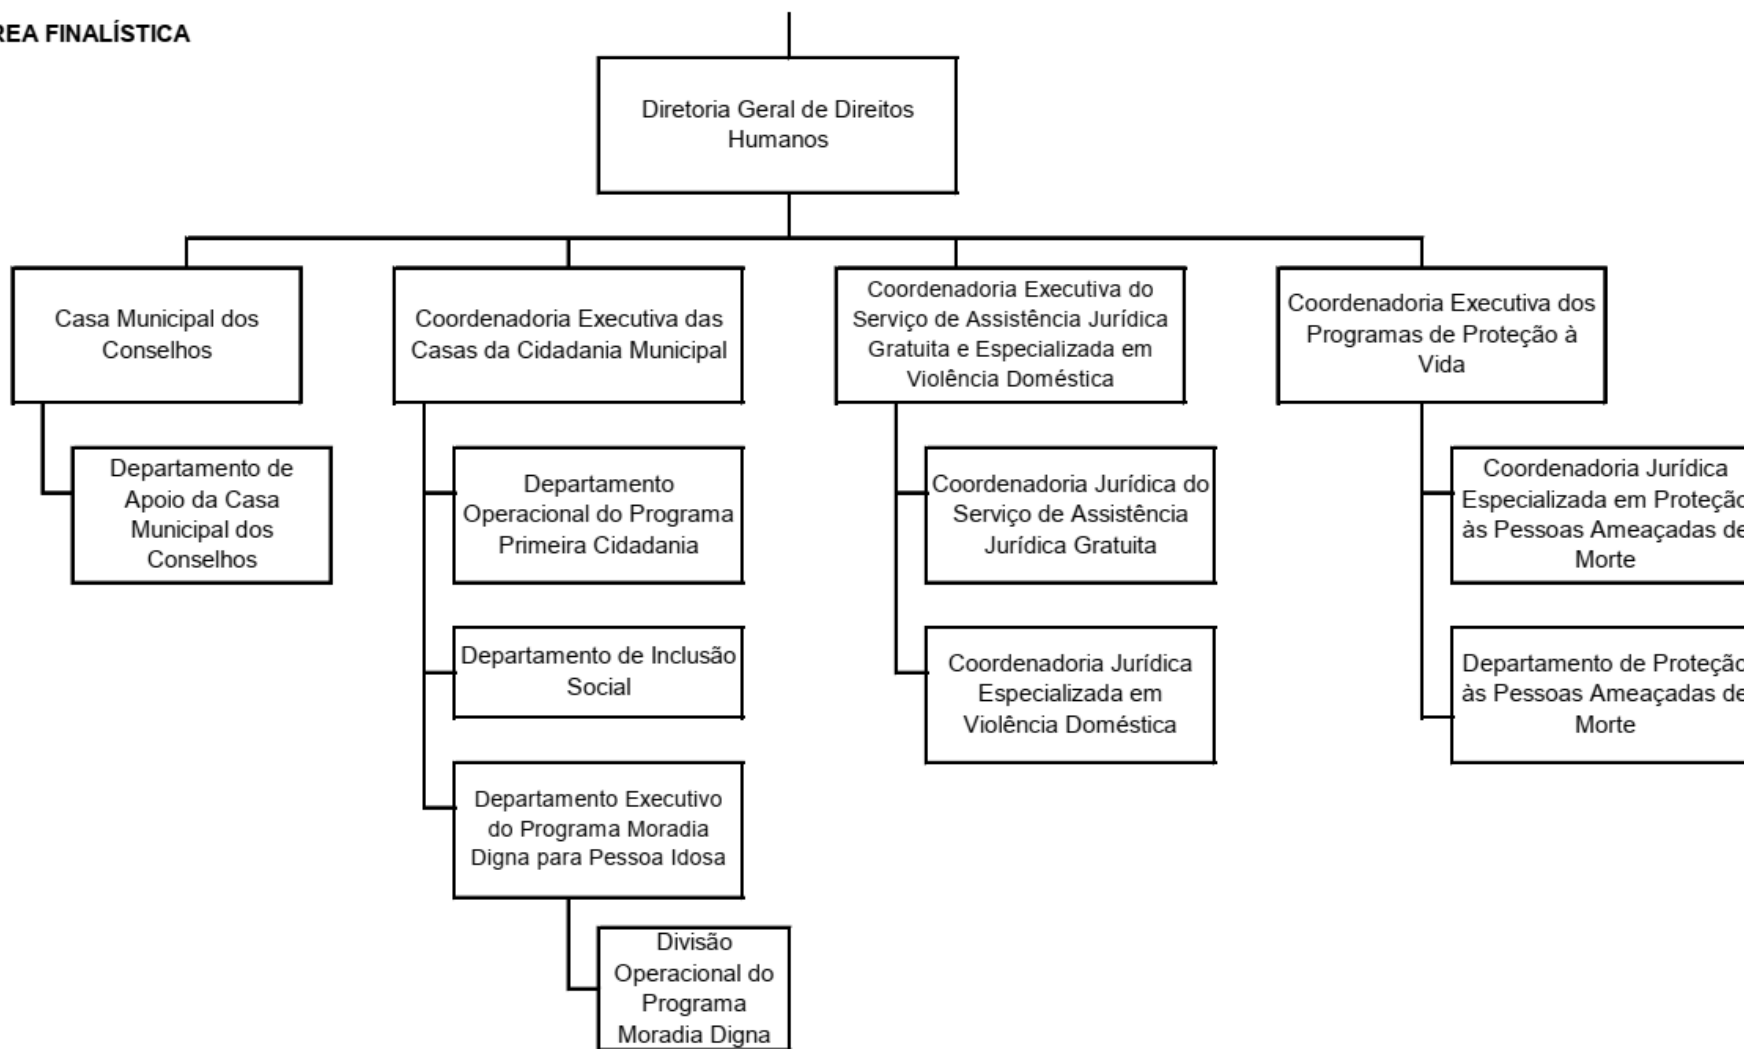 REA FINALÍSTICA
Diretoria Geral de Direitos
Humanos
Casa Municipal dos
Conselhos
Coordenadoria Executiva das
Casas da Cidadania Municipal
Coordenadoria Executiva do
Serviço de Assistência Jurídica
Gratuita e Especializada em
Violência Doméstica
Coordenadoria Executiva dos
Programas de Proteção à
Vida
Departamento de
Apoio da Casa
Municipal dos
Conselhos
Departamento
Operacional do Programa
Primeira Cidadania
Coordenadoria Jurídica do
Serviço de Assistência
Jurídica Gratuita
Coordenadoria Jurídica
Especializada em Proteção
às Pessoas Ameaçadas de
Morte
Departamento de Inclusão
Social
Coordenadoria Jurídica
Especializada em
Violência Doméstica
Departamento de Proteção
às Pessoas Ameaçadas de
Morte
Departamento Executivo
do Programa Moradia
Digna para Pessoa Idosa
Divisão
Operacional do
Programa
Moradia Digna